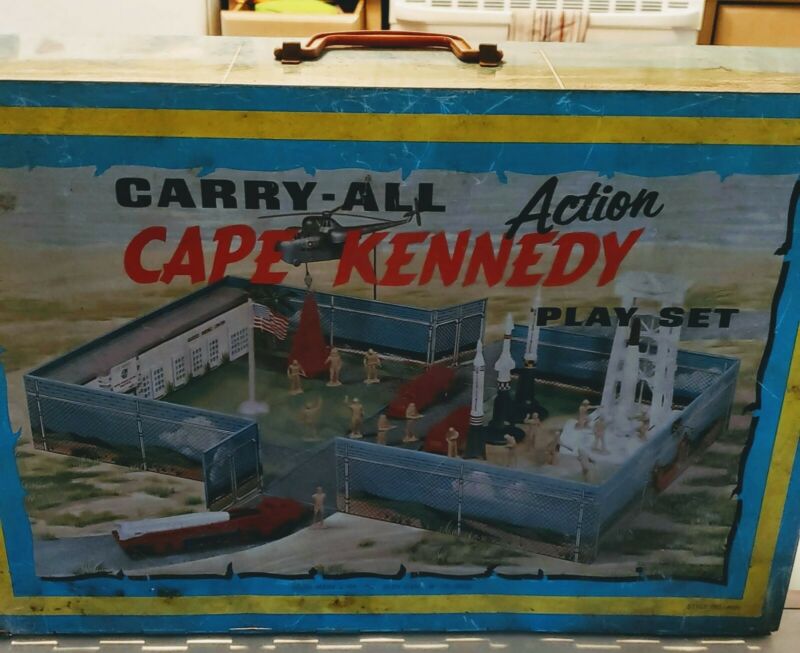 CARRY-ALL
Action
CAPE KENNEDY
PLAY SET